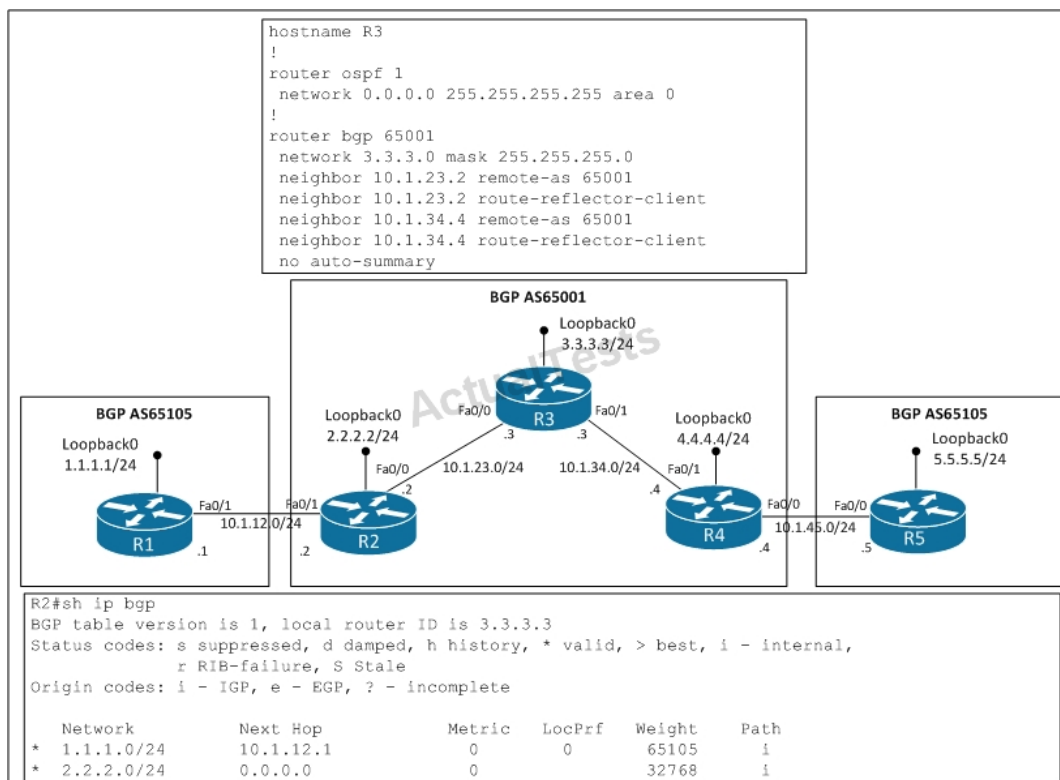 hostname R3
!
router ospf 1
network 0.0.0.0 255.255.255.255 area 0
!
router bgp 65001
network 3.3.3.0 mask 255.255.255.0
neighbor 10.1.23.2 remote-as 65001
neighbor 10.1.23.2 route-reflector-client
neighbor 10.1.34.4 remote-as 65001
neighbor 10.1.34.4 route-reflector-client
no auto-summary
BGP AS65001
Loopback0
3.3.3.3/24
ActualTests
BGP AS65105
Loopback0
1.1.1.1/24
Loopback0
2.2.2.2/24
Fa0/0
R3
Fa0/1
.3
.3
Loopback0
4.4.4.4/24
BGP AS65105
Loopback0
5.5.5.5/24
Fa0/0
10.1.23.0/24
10.1.34.0/24
Fa0/1
.2
.4
Fa0/1
Fa0/1
10.1.12.0/24
Fa0/0
Fa0/0
10.1.45.0/24
R1
.1
.2
R2
R4
.4
.5
R5
R2#sh ip bgp
BGP table version is 1, local router ID is 3.3.3.3
Status codes: s suppressed, d damped, h history, * valid, > best, i - internal,
r RIB-failure, S Stale
Origin codes: i - IGP, e - EGP, ? - incomplete
Network Next Hop Metric LocPrf Weight Path
* 1.1.1.0/24 10.1.12.1 0 0 65105 i
* 2.2.2.0/24 0.0.0.0 0 32768 i